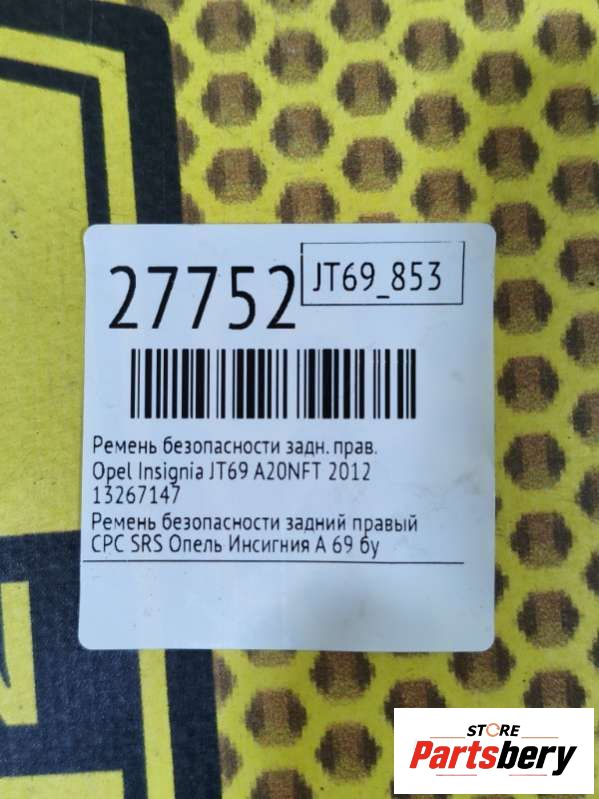 27752
JT69_853
Ремень безопасности задн. прав.
Opel Insignia JT69 A20NFT 2012
13267147
Ремень безопасности задний правый
СРС SRS Опель Инсигния А 69 бу
STORE
Partsbery